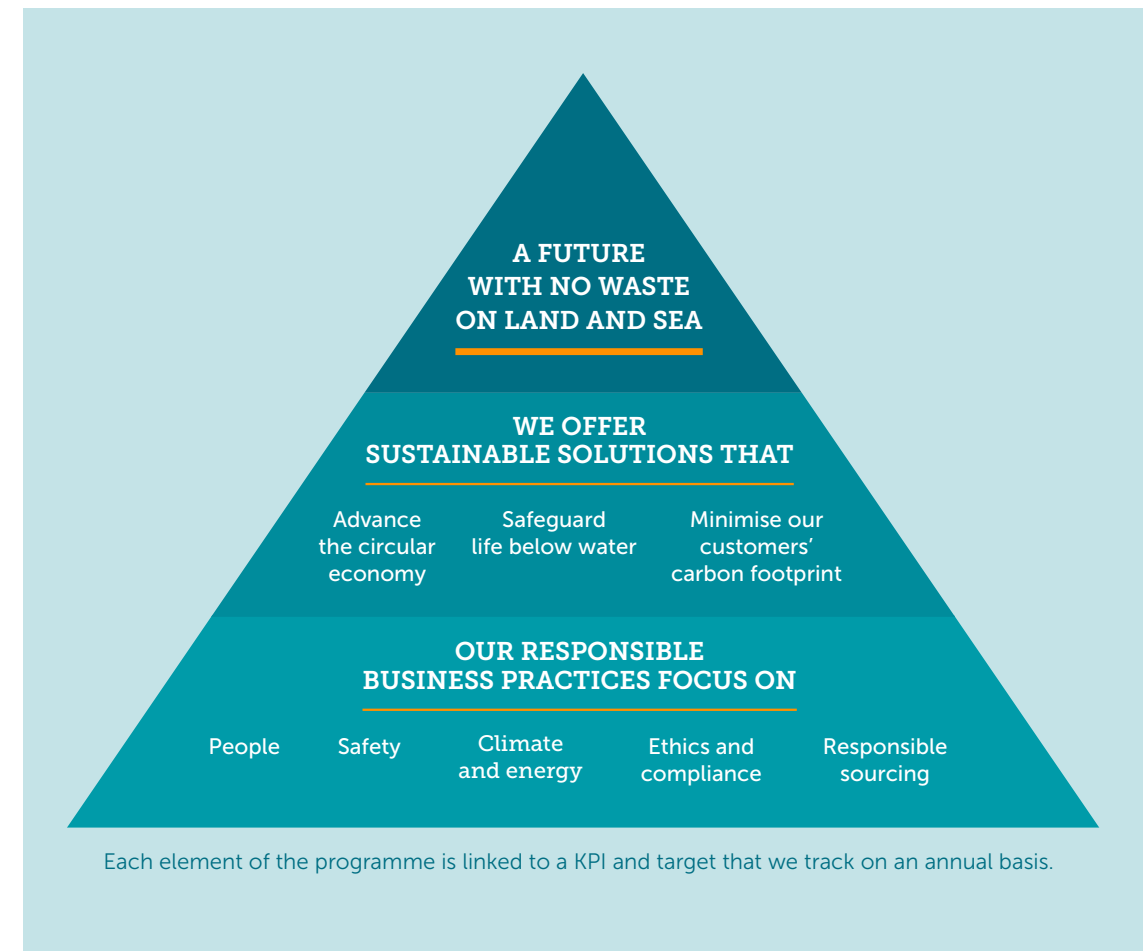 A FUTURE
WITH NO WASTE
ON LAND AND SEA
WE OFFER
SUSTAINABLE SOLUTIONS THAT
Advance
the circular
economy
Safeguard
life below water
Minimise our
customers’
carbon footprint
OUR RESPONSIBLE
BUSINESS PRACTICES FOCUS ON
People
Safety
Climate
and energy
Ethics and
compliance
Responsible
sourcing
Each element of the programme is linked to a KPI and target that we track on an annual basis.